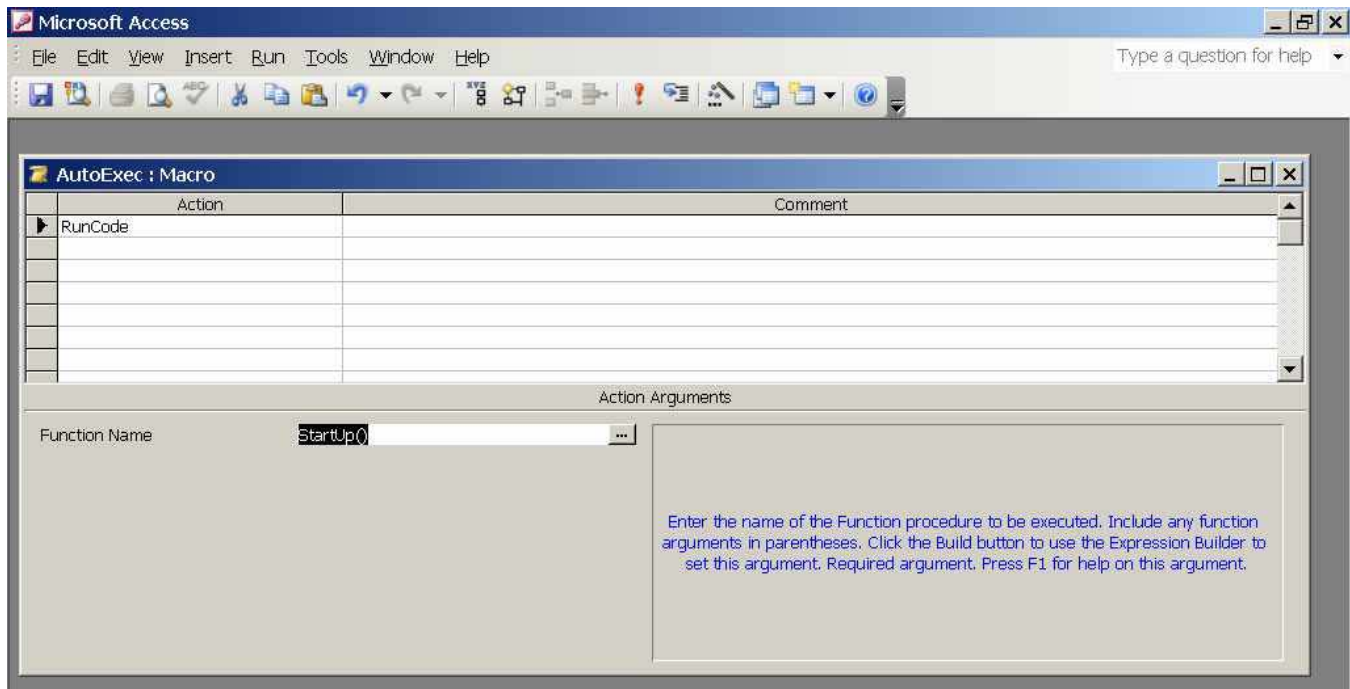 Microsoft Access
File Edit View Insert Run Tools Window Help Type a question for help
AutoExec : Macro
Action Comment
RunCode
Action Arguments
Function Name StartUp() ...
Enter the name of the Function procedure to be executed. Include any function
arguments in parentheses. Click the Build button to use the Expression Builder to
set this argument. Required argument. Press F1 for help on this argument.